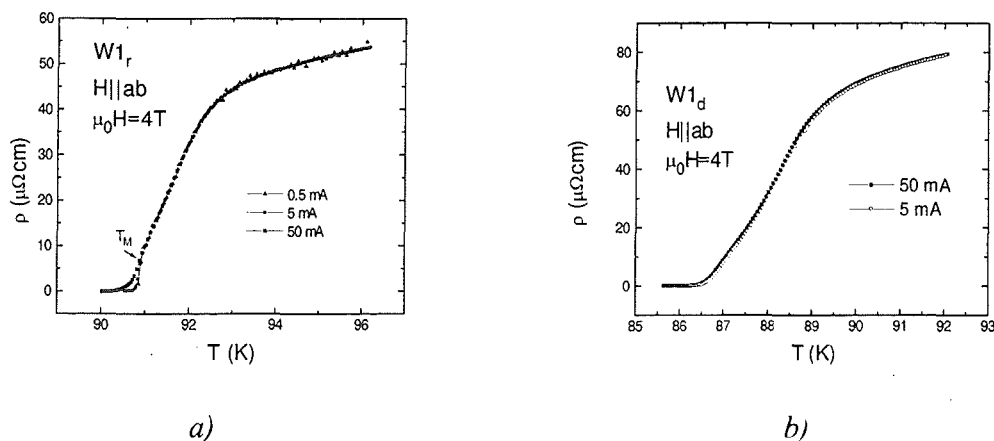 60
50
40
30
20
10
0
ρ (μΩcm)
W1r
H||ab
μ0H=4T
0.5 mA
5 mA
50 mA
TM
90
92
94
96
T (K)
a)
80
60
40
20
0
ρ (μΩcm)
W1d
H||ab
μ0H=4T
50 mA
5 mA
85
86
87
88
89
90
91
92
93
T (K)
b)